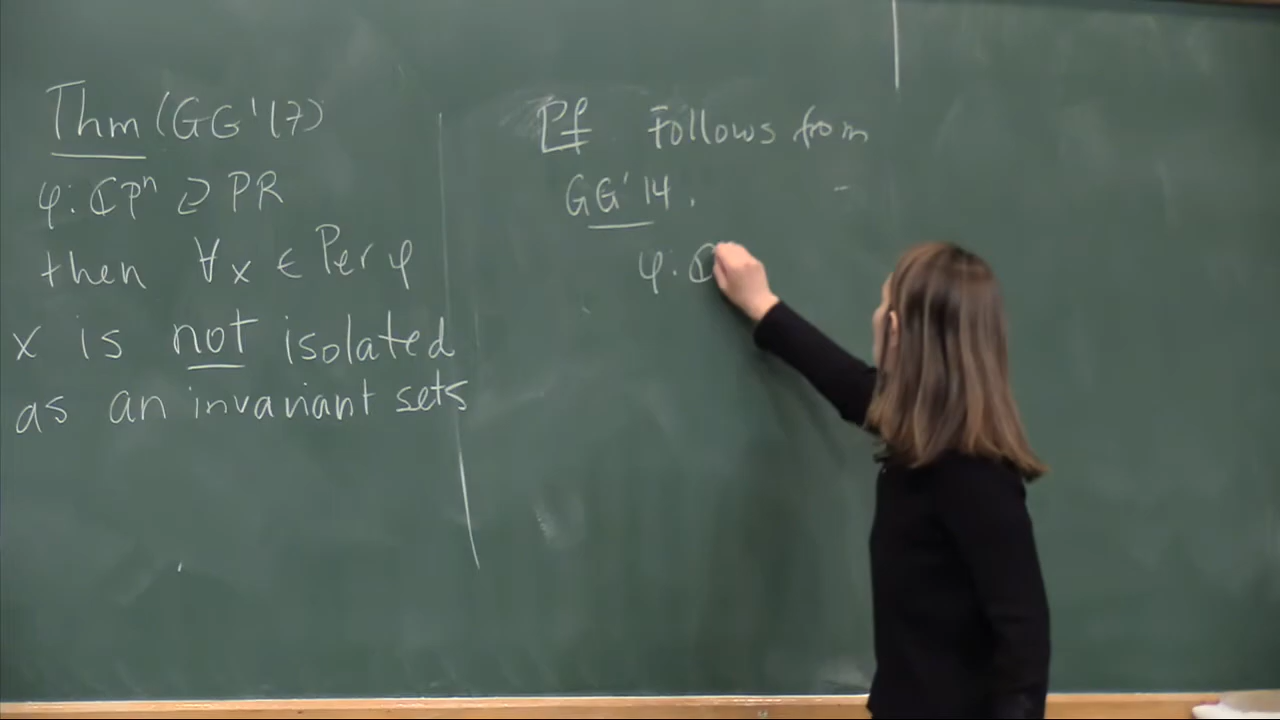 Thm (GG'17)
φ: ℂPⁿ ⊋ PR
then ∀x ∈ Per φ
x is not isolated
as an invariant sets
Pf Follows from
GG'14.
φ: ℂ